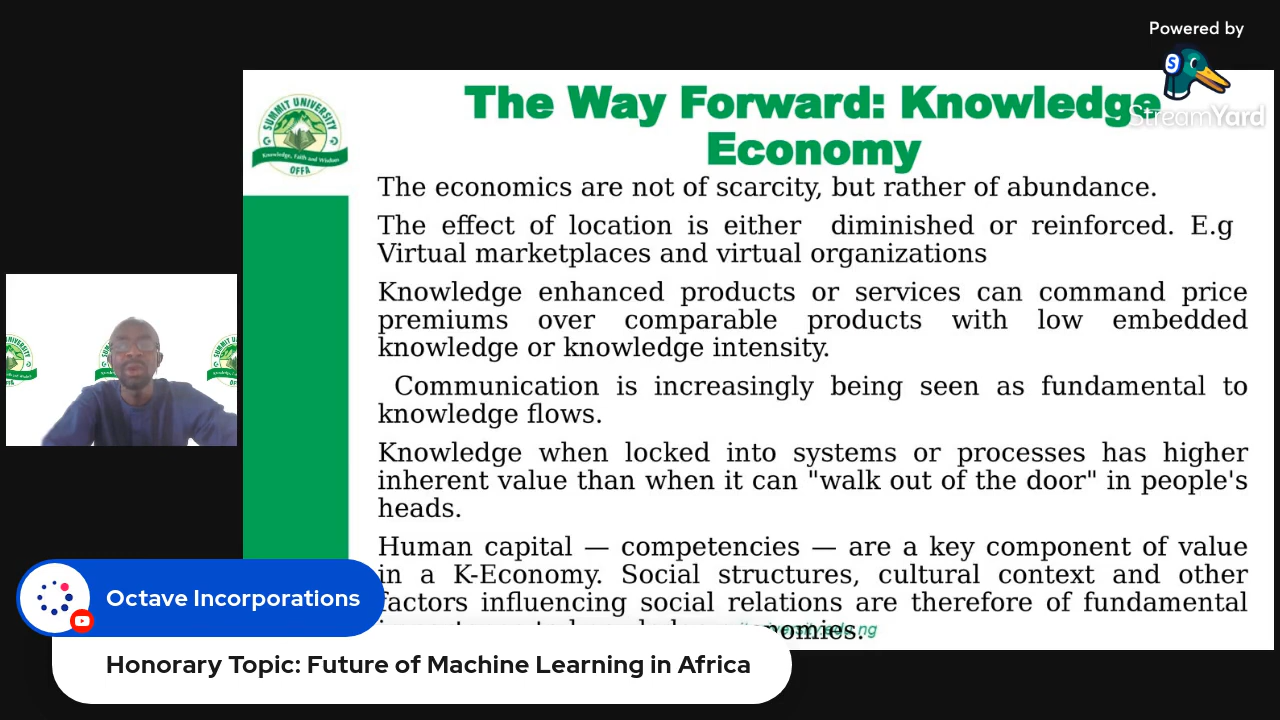 Powered by
StreamYard
SUMMIT UNIVERSITY
Knowledge, Faith and Wisdom
OFFA
The Way Forward: Knowledge
Economy
The economics are not of scarcity, but rather of abundance.
The effect of location is either diminished or reinforced. E.g
Virtual marketplaces and virtual organizations
Knowledge enhanced products or services can command price
premiums over comparable products with low embedded
knowledge or knowledge intensity.
Communication is increasingly being seen as fundamental to
knowledge flows.
Knowledge when locked into systems or processes has higher
inherent value than when it can "walk out of the door" in people's
heads.
Human capital — competencies — are a key component of value
in a K-Economy. Social structures, cultural context and other
factors influencing social relations are therefore of fundamental
Octave Incorporations
Honorary Topic: Future of Machine Learning in Africa